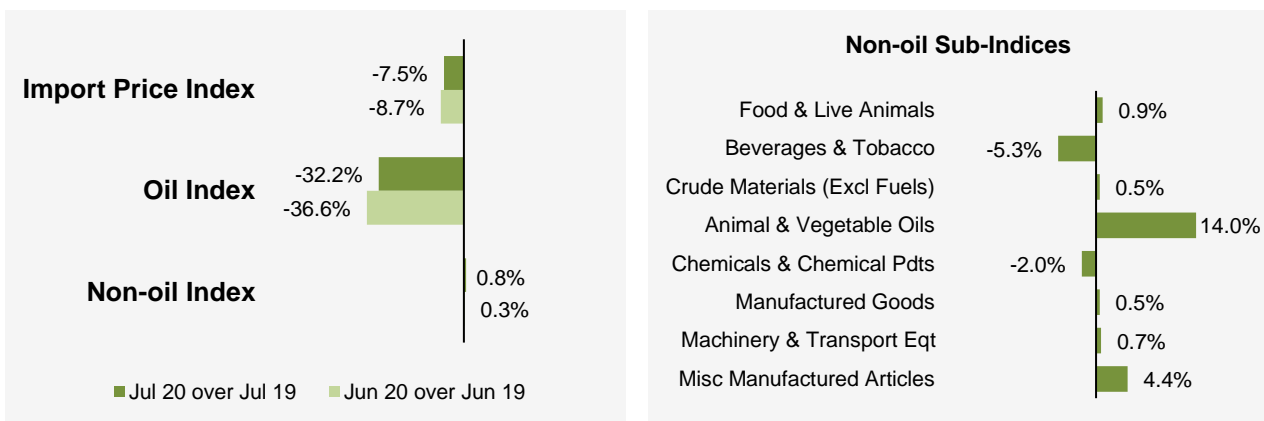 Import Price Index
-7.5%
-8.7%
Oil Index
-32.2%
-36.6%
Non-oil Index
0.8%
0.3%
Jul 20 over Jul 19
Jun 20 over Jun 19
Non-oil Sub-Indices
Food & Live Animals 0.9%
Beverages & Tobacco -5.3%
Crude Materials (Excl Fuels) 0.5%
Animal & Vegetable Oils 14.0%
Chemicals & Chemical Pdts -2.0%
Manufactured Goods 0.5%
Machinery & Transport Eqt 0.7%
Misc Manufactured Articles 4.4%